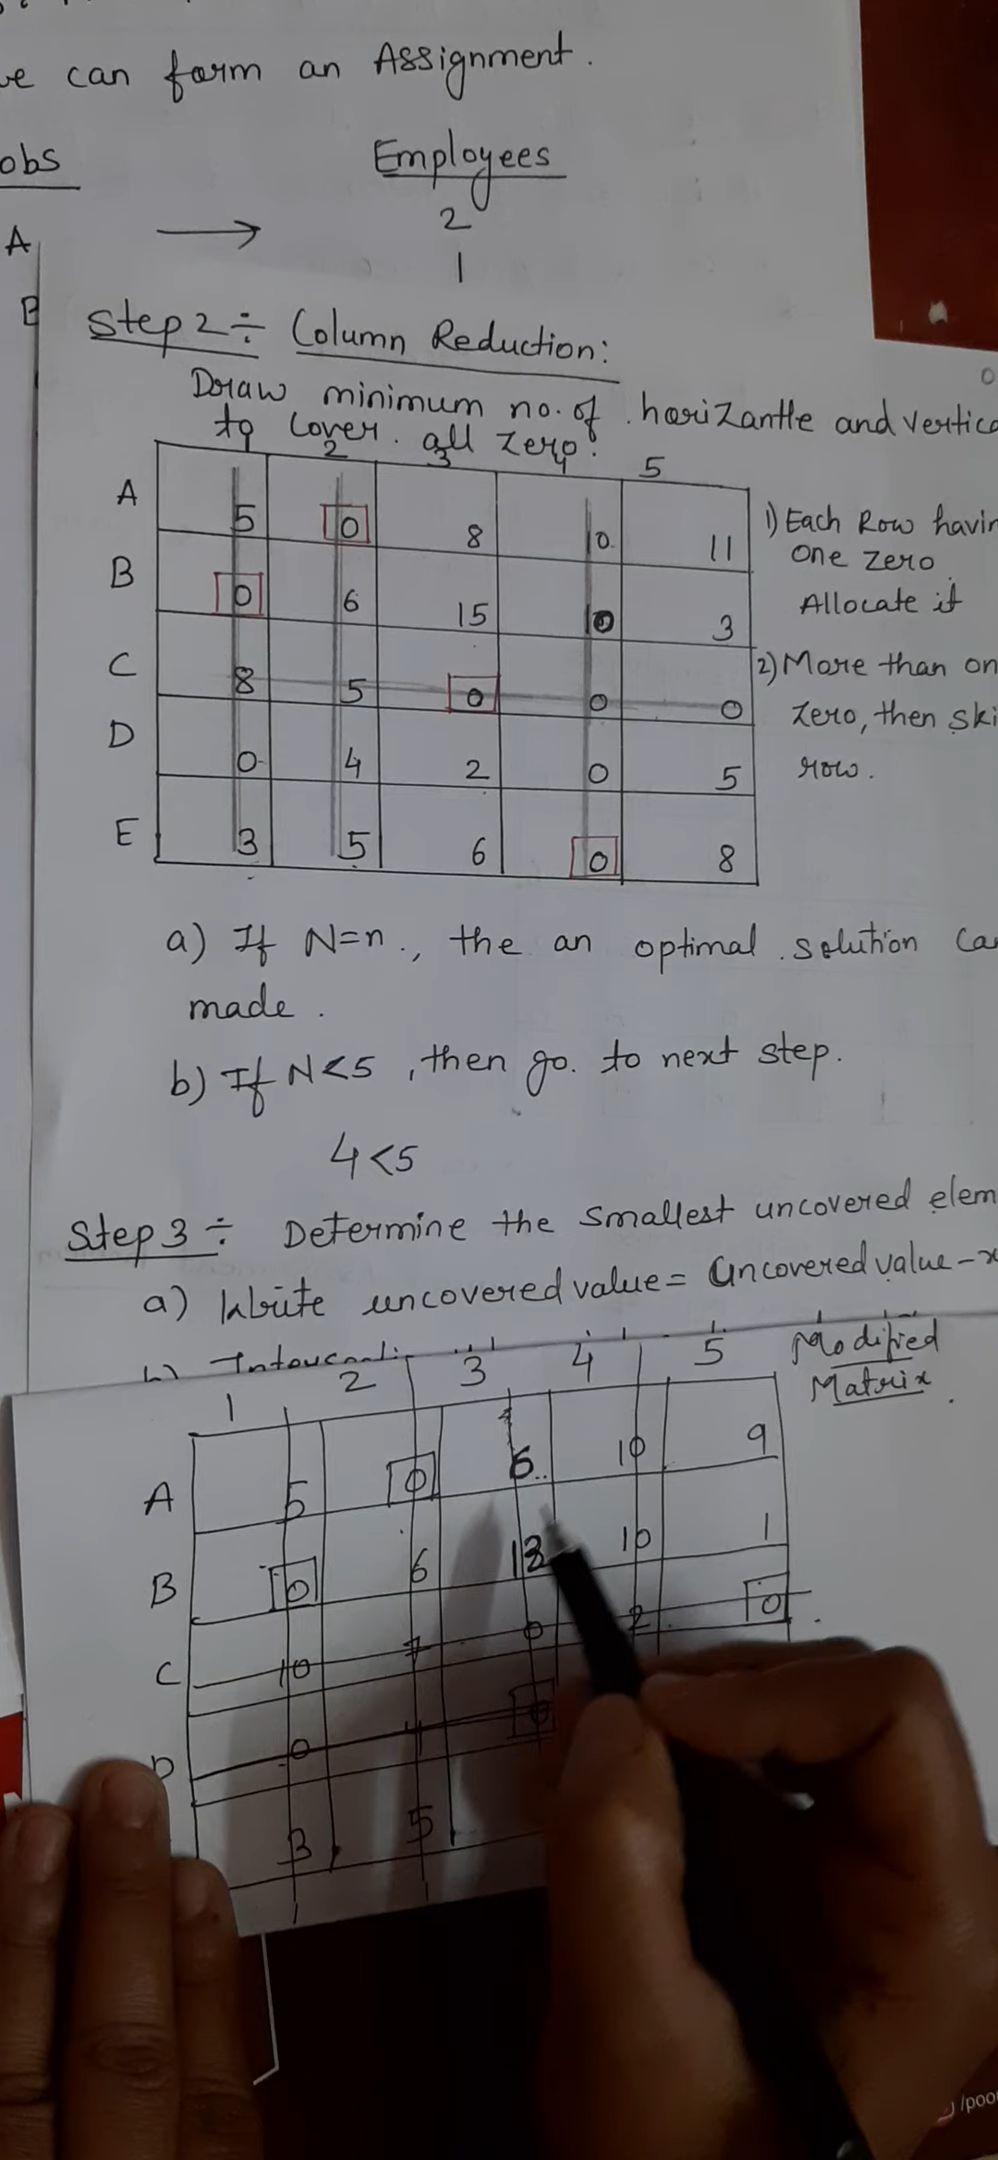 can form an Assignment.
obs Employees
A → 2
1
B
Step 2 ÷ Column Reduction:
Draw minimum no. of horizantle and vertica
to cover all zero.
2 3 4 5
A 5 0 8 10 11
B 0 6 15 10 3
C 8 5 0 0 0
D 0 4 2 0 5
E 3 5 6 0 8
1) Each Row havin
one zero
Allocate it
2) More than on
zero, then ski
row.
a) If N=n., the an optimal solution ca
made.
b) If N<5, then go. to next step.
4<5
Step 3 ÷ Determine the smallest uncovered elem
a) Write uncovered value = Uncovered value - x
b)
1 2 3 4 5
Modified
Matrix.
A 5 0 6 10 9
B 0 6 13 10 1
C 10 7 0 2 0
D 0 4 0
3 5